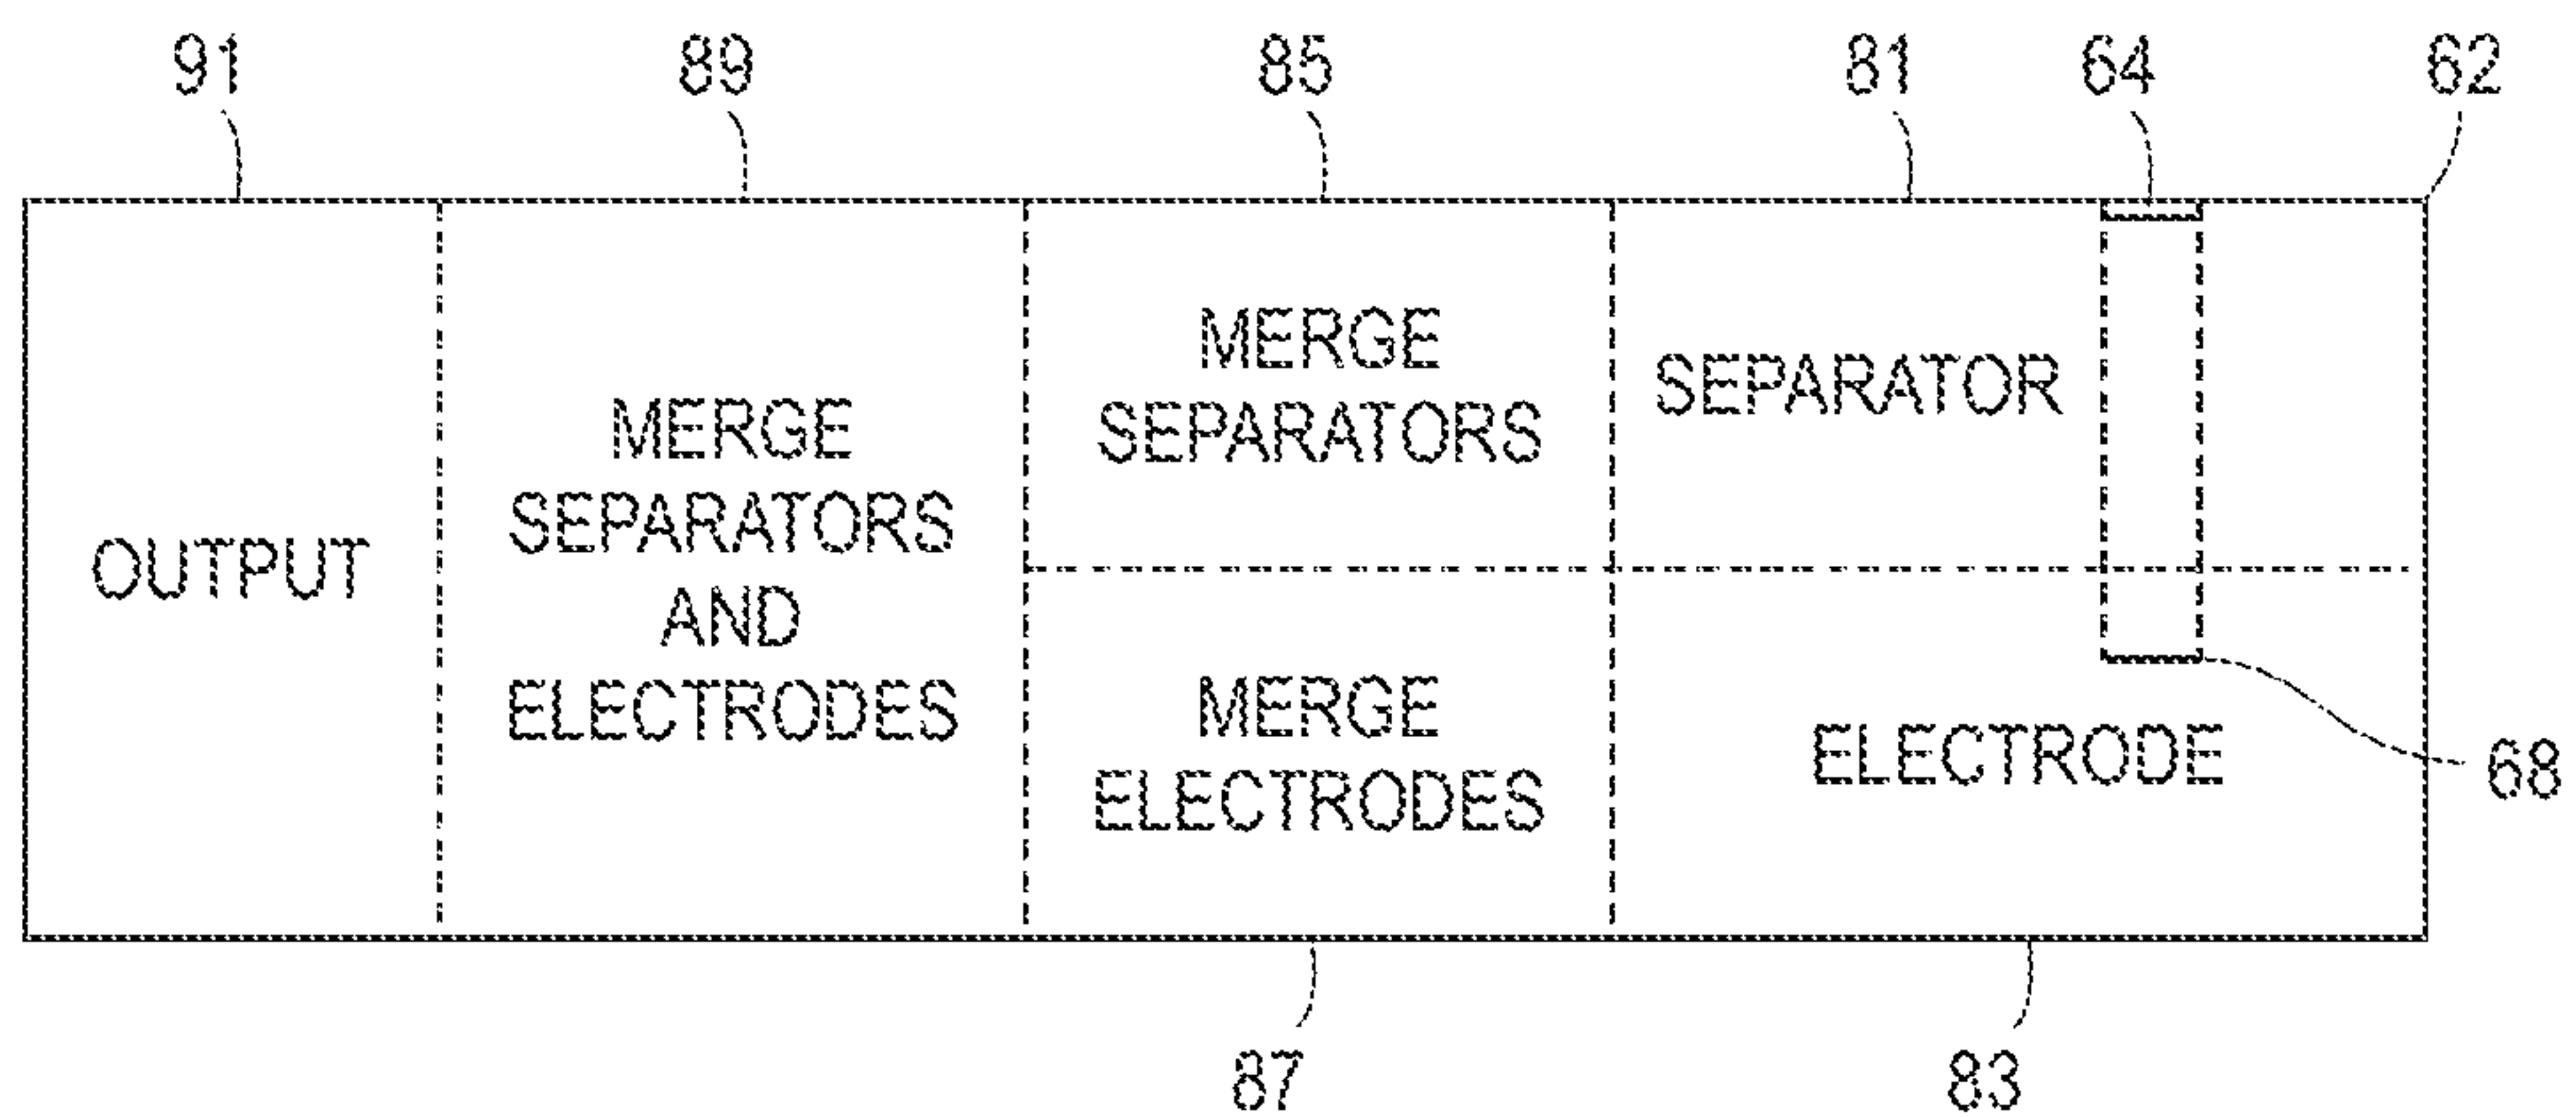 91 89 85 81 64 62
OUTPUT
MERGE
SEPARATORS
AND
ELECTRODES
MERGE
SEPARATORS
SEPARATOR
MERGE
ELECTRODES
ELECTRODE
68
87 83